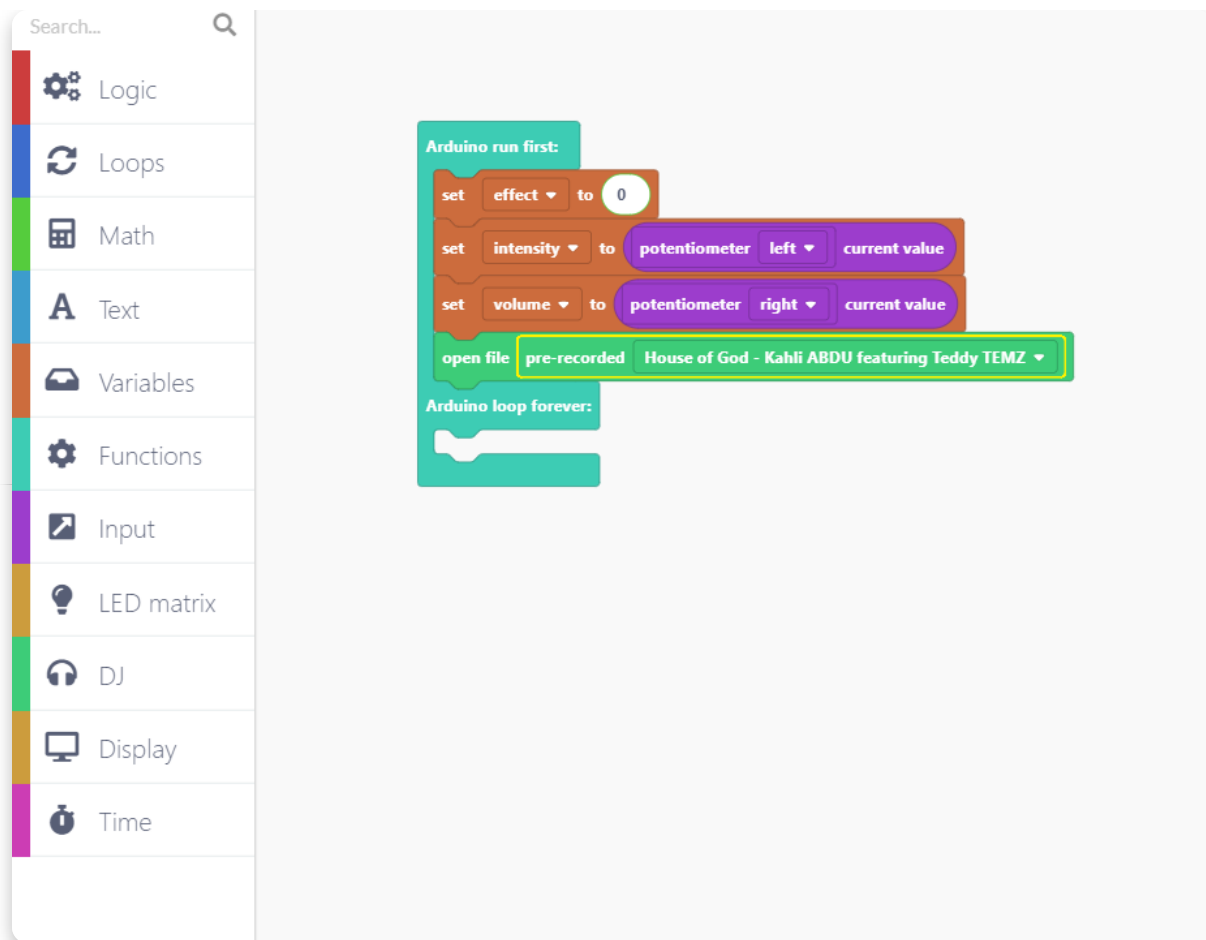 Search...
Logic
Loops
Math
Text
Variables
Functions
Input
LED matrix
DJ
Display
Time
Arduino run first:
set effect to 0
set intensity to potentiometer left current value
set volume to potentiometer right current value
open file pre-recorded House of God - Kahli ABDU featuring Teddy TEMZ
Arduino loop forever: